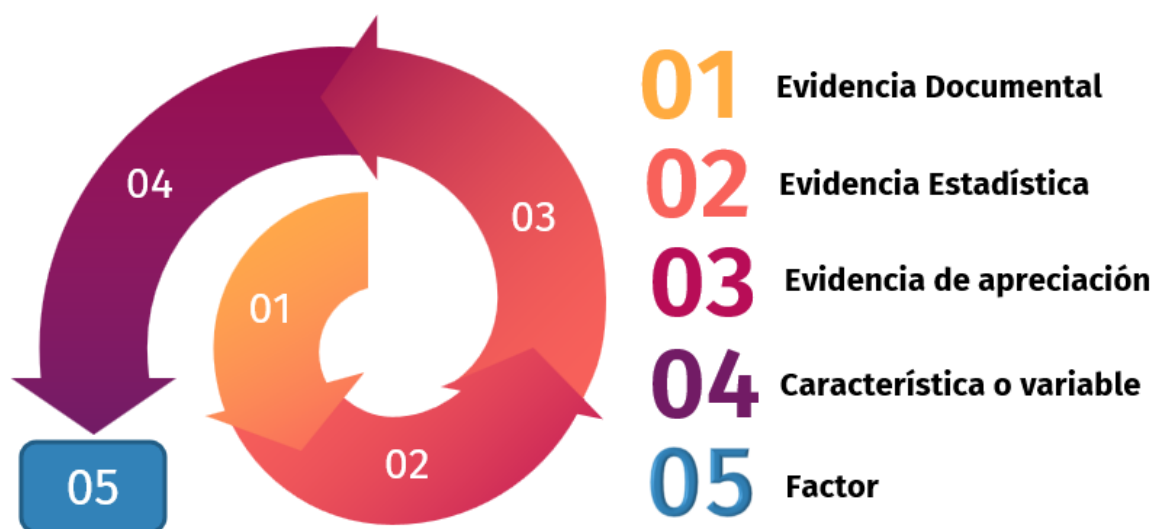 04
03
01
02
05
01 Evidencia Documental
02 Evidencia Estadística
03 Evidencia de apreciación
04 Característica o variable
05 Factor